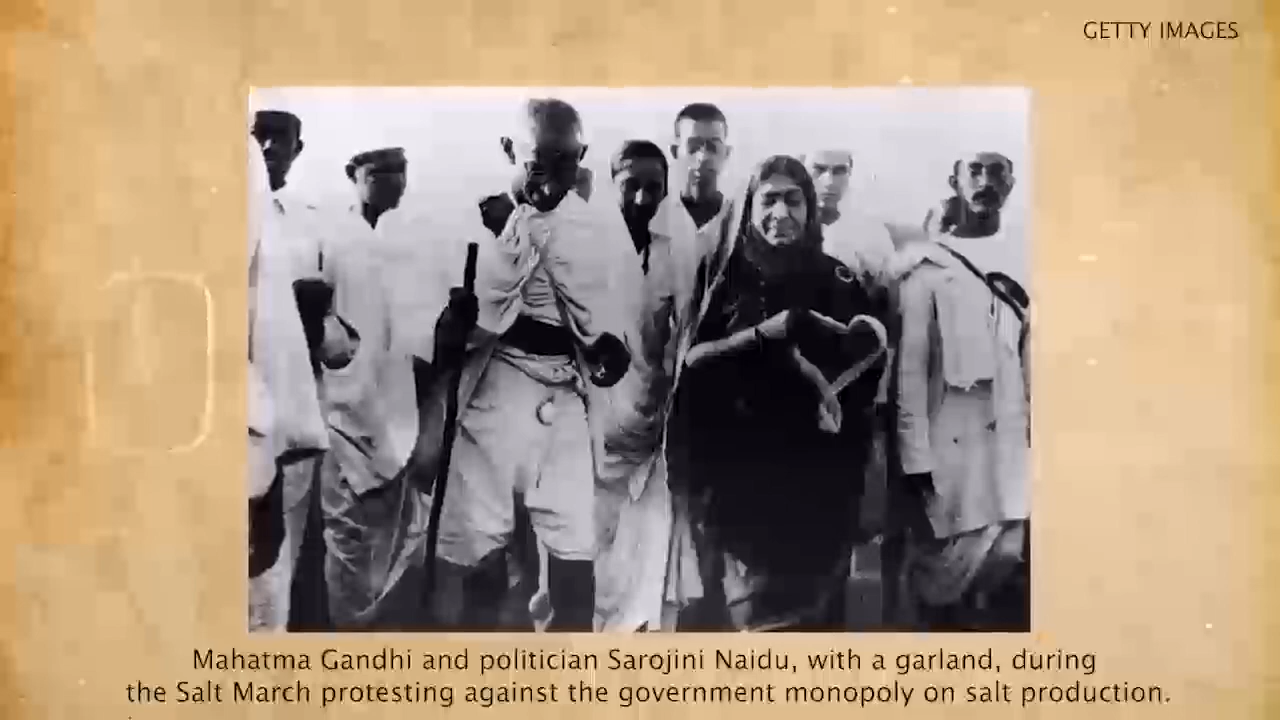 GETTY IMAGES
Mahatma Gandhi and politician Sarojini Naidu, with a garland, during
the Salt March protesting against the government monopoly on salt production.